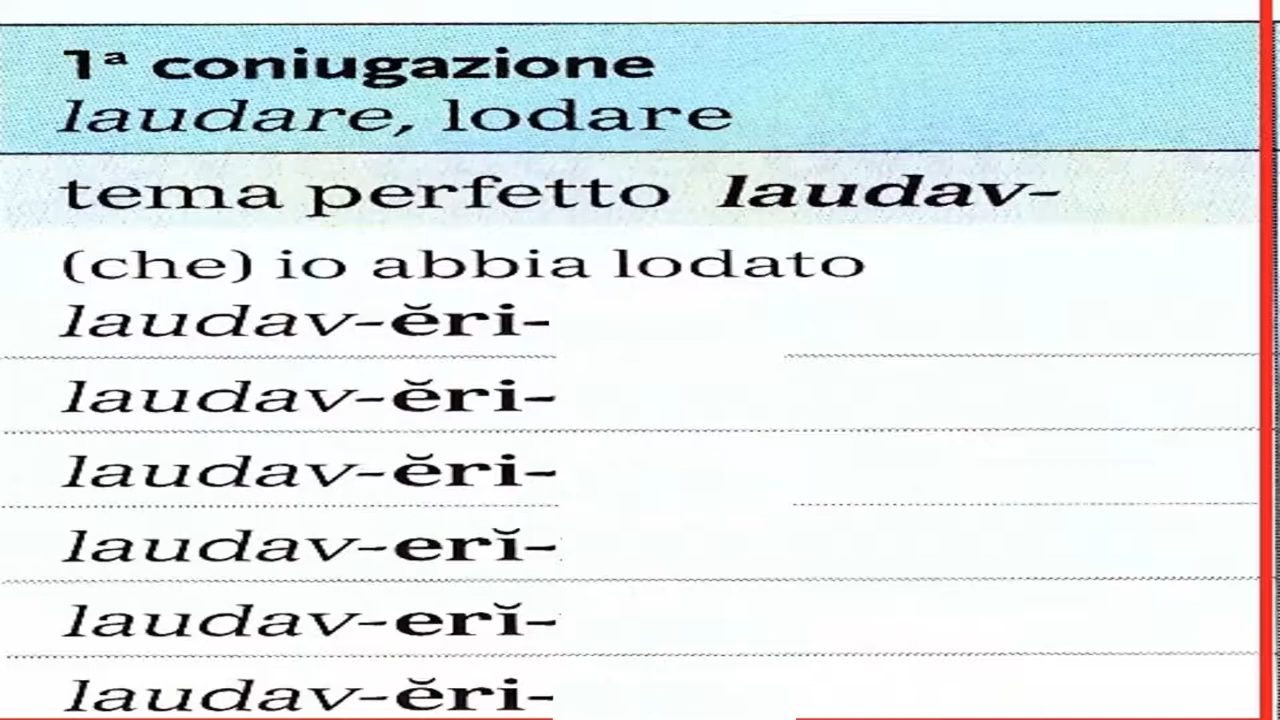 1ª coniugazione
laudare, lodare
tema perfetto laudav-
(che) io abbia lodato
laudav-ĕri-
laudav-ĕri-
laudav-ĕri-
laudav-erĭ-
laudav-erĭ-
laudav-ĕri-